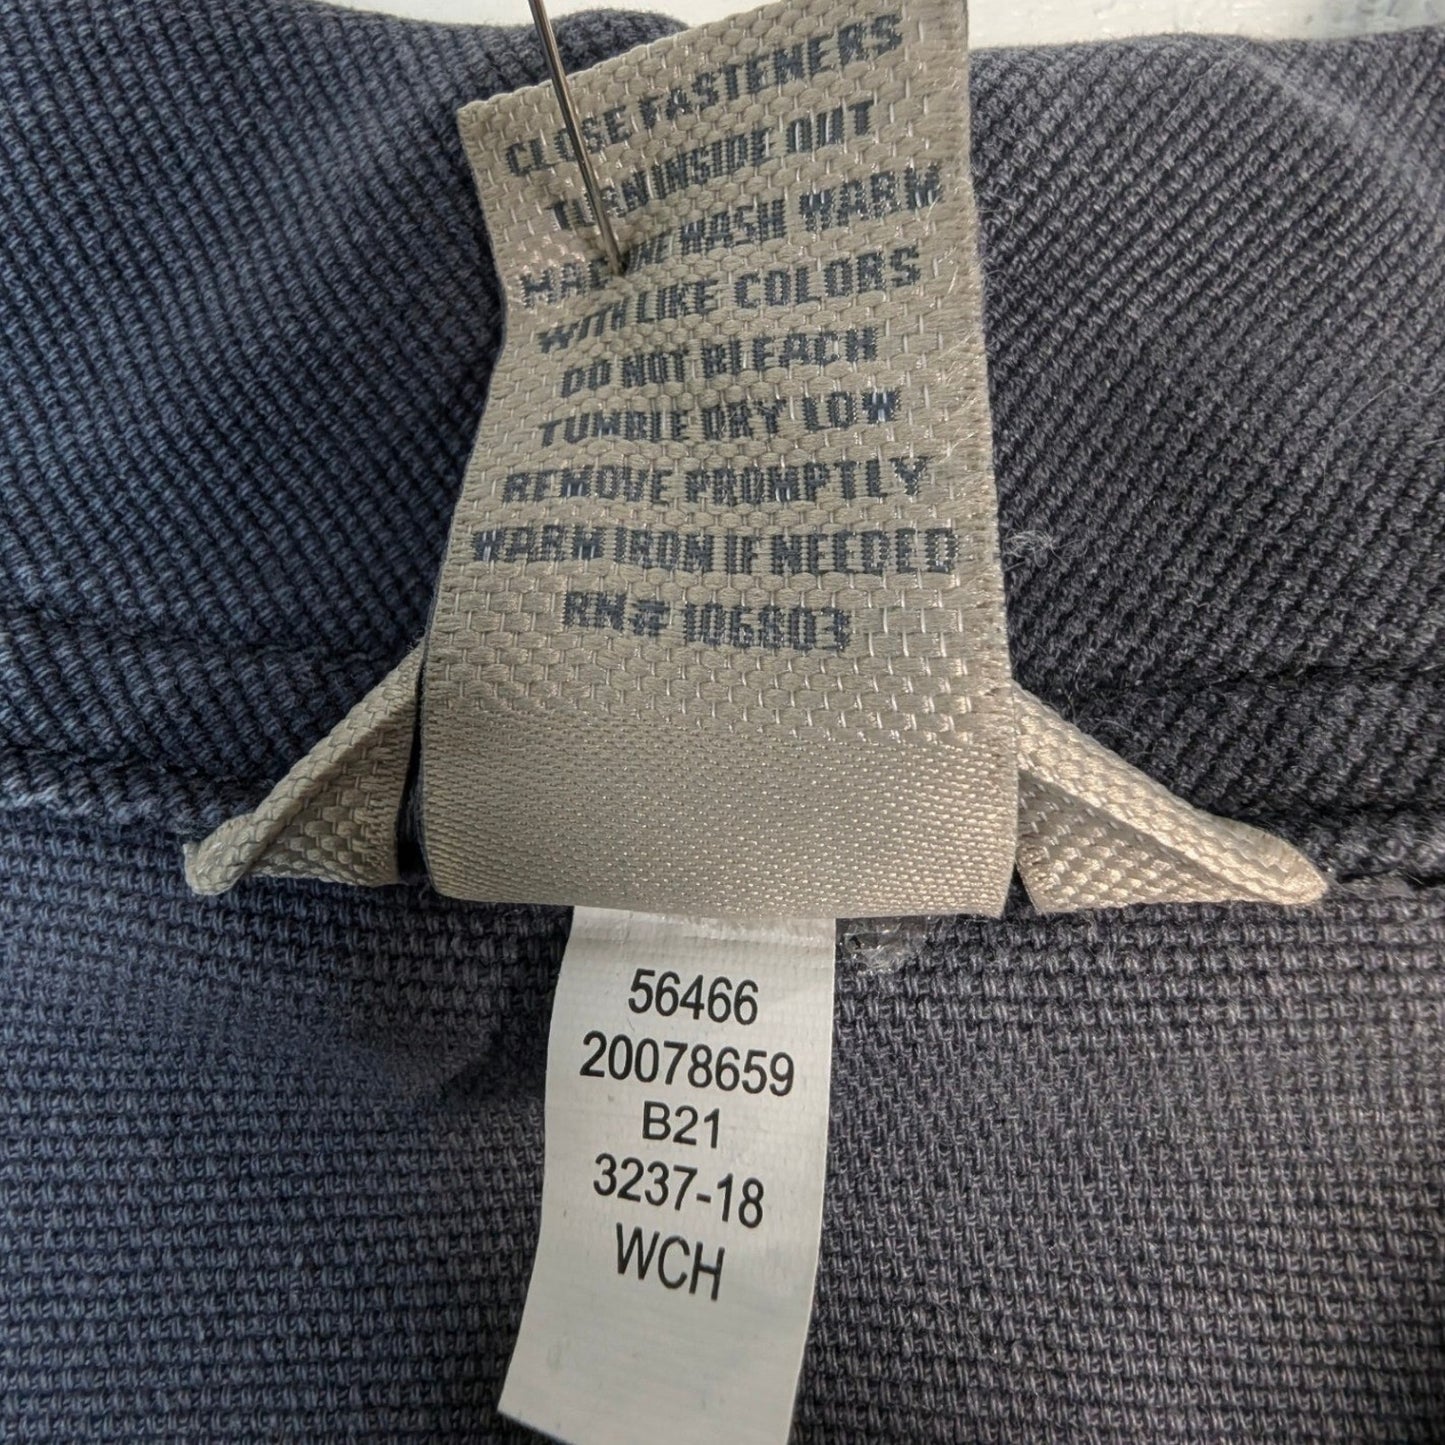 CLOSE FASTENERS
TURN INSIDE OUT
MACHINE WASH WARM
WITH LIKE COLORS
DO NOT BLEACH
TUMBLE DRY LOW
REMOVE PROMPTLY
WARM IRON IF NEEDED
RN# 106803
56466
20078659
B21
3237-18
WCH